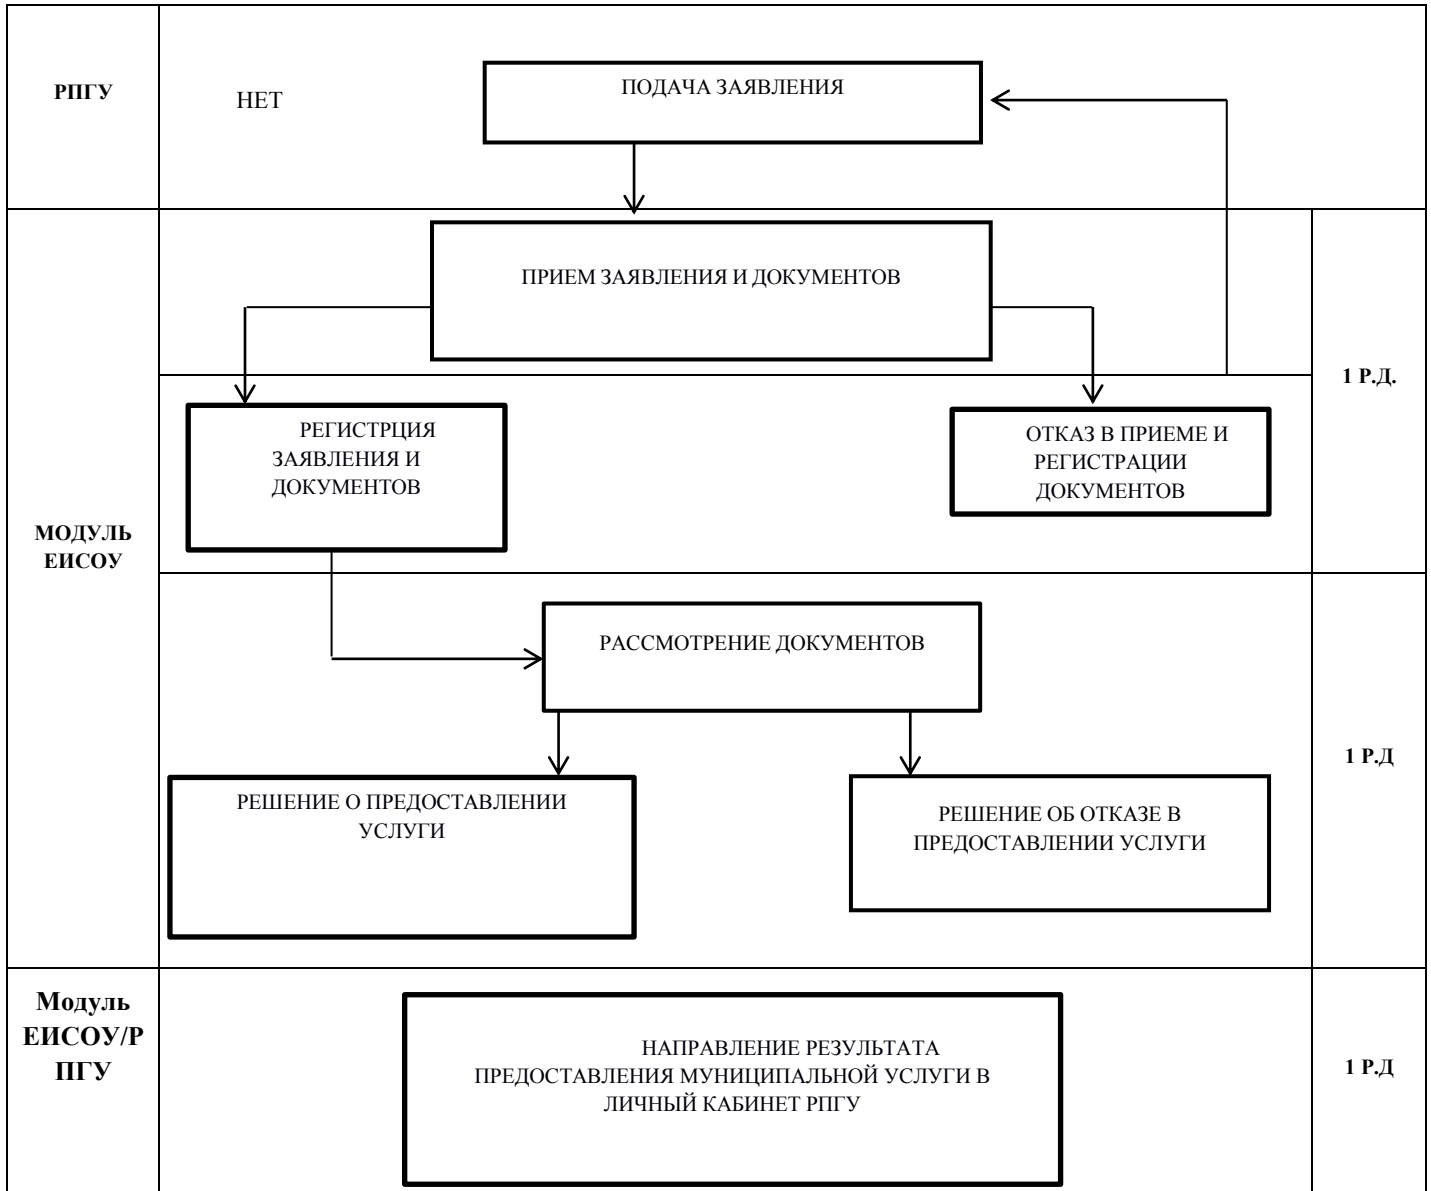 РПГУ
НЕТ
ПОДАЧА ЗАЯВЛЕНИЯ
ПРИЕМ ЗАЯВЛЕНИЯ И ДОКУМЕНТОВ
1 Р.Д.
РЕГИСТРЦИЯ
ЗАЯВЛЕНИЯ И
ДОКУМЕНТОВ
ОТКАЗ В ПРИЕМЕ И
РЕГИСТРАЦИИ
ДОКУМЕНТОВ
МОДУЛЬ
ЕИСОУ
РАССМОТРЕНИЕ ДОКУМЕНТОВ
1 Р.Д
РЕШЕНИЕ О ПРЕДОСТАВЛЕНИИ
УСЛУГИ
РЕШЕНИЕ ОБ ОТКАЗЕ В
ПРЕДОСТАВЛЕНИИ УСЛУГИ
Модуль
ЕИСОУ/Р
ПГУ
НАПРАВЛЕНИЕ РЕЗУЛЬТАТА
ПРЕДОСТАВЛЕНИЯ МУНИЦИПАЛЬНОЙ УСЛУГИ В
ЛИЧНЫЙ КАБИНЕТ РПГУ
1 Р.Д